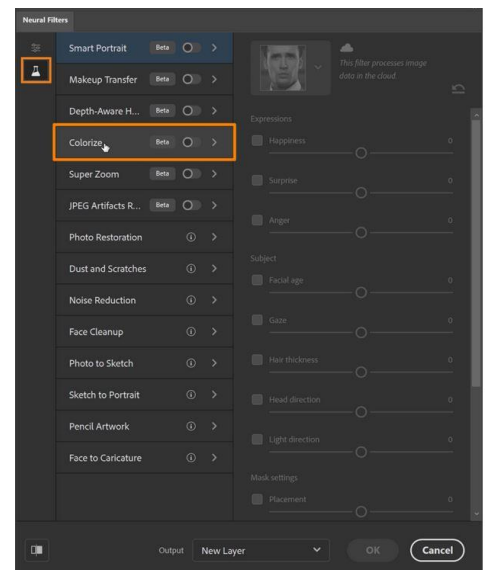 Neural Filters
Smart Portrait Beta
Makeup Transfer Beta
Depth-Aware H... Beta
Colorize Beta
Super Zoom Beta
JPEG Artifacts R... Beta
Photo Restoration
Dust and Scratches
Noise Reduction
Face Cleanup
Photo to Sketch
Sketch to Portrait
Pencil Artwork
Face to Caricature
This filter processes image
data in the cloud
Expressions
Happiness 0
Surprise 0
Anger 0
Subject
Facial age 0
Gaze 0
Hair thickness 0
Head direction 0
Light direction 0
Mask settings
Placement 0
Output New Layer OK Cancel